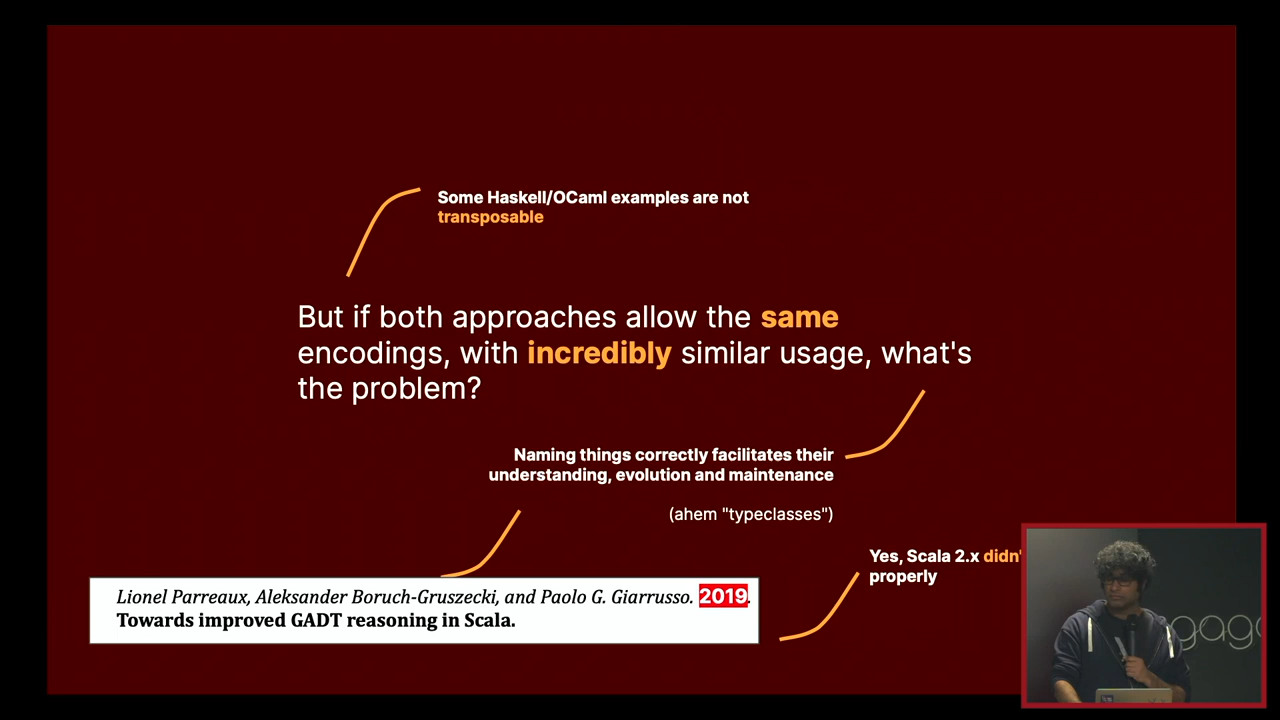 Some Haskell/OCaml examples are not
transposable
But if both approaches allow the same
encodings, with incredibly similar usage, what's
the problem?
Naming things correctly facilitates their
understanding, evolution and maintenance
(ahem "typeclasses")
Yes, Scala 2.x
properly
Lionel Parreaux, Aleksander Boruch-Gruszecki, and Paolo G. Giarrusso. 2019.
Towards improved GADT reasoning in Scala.